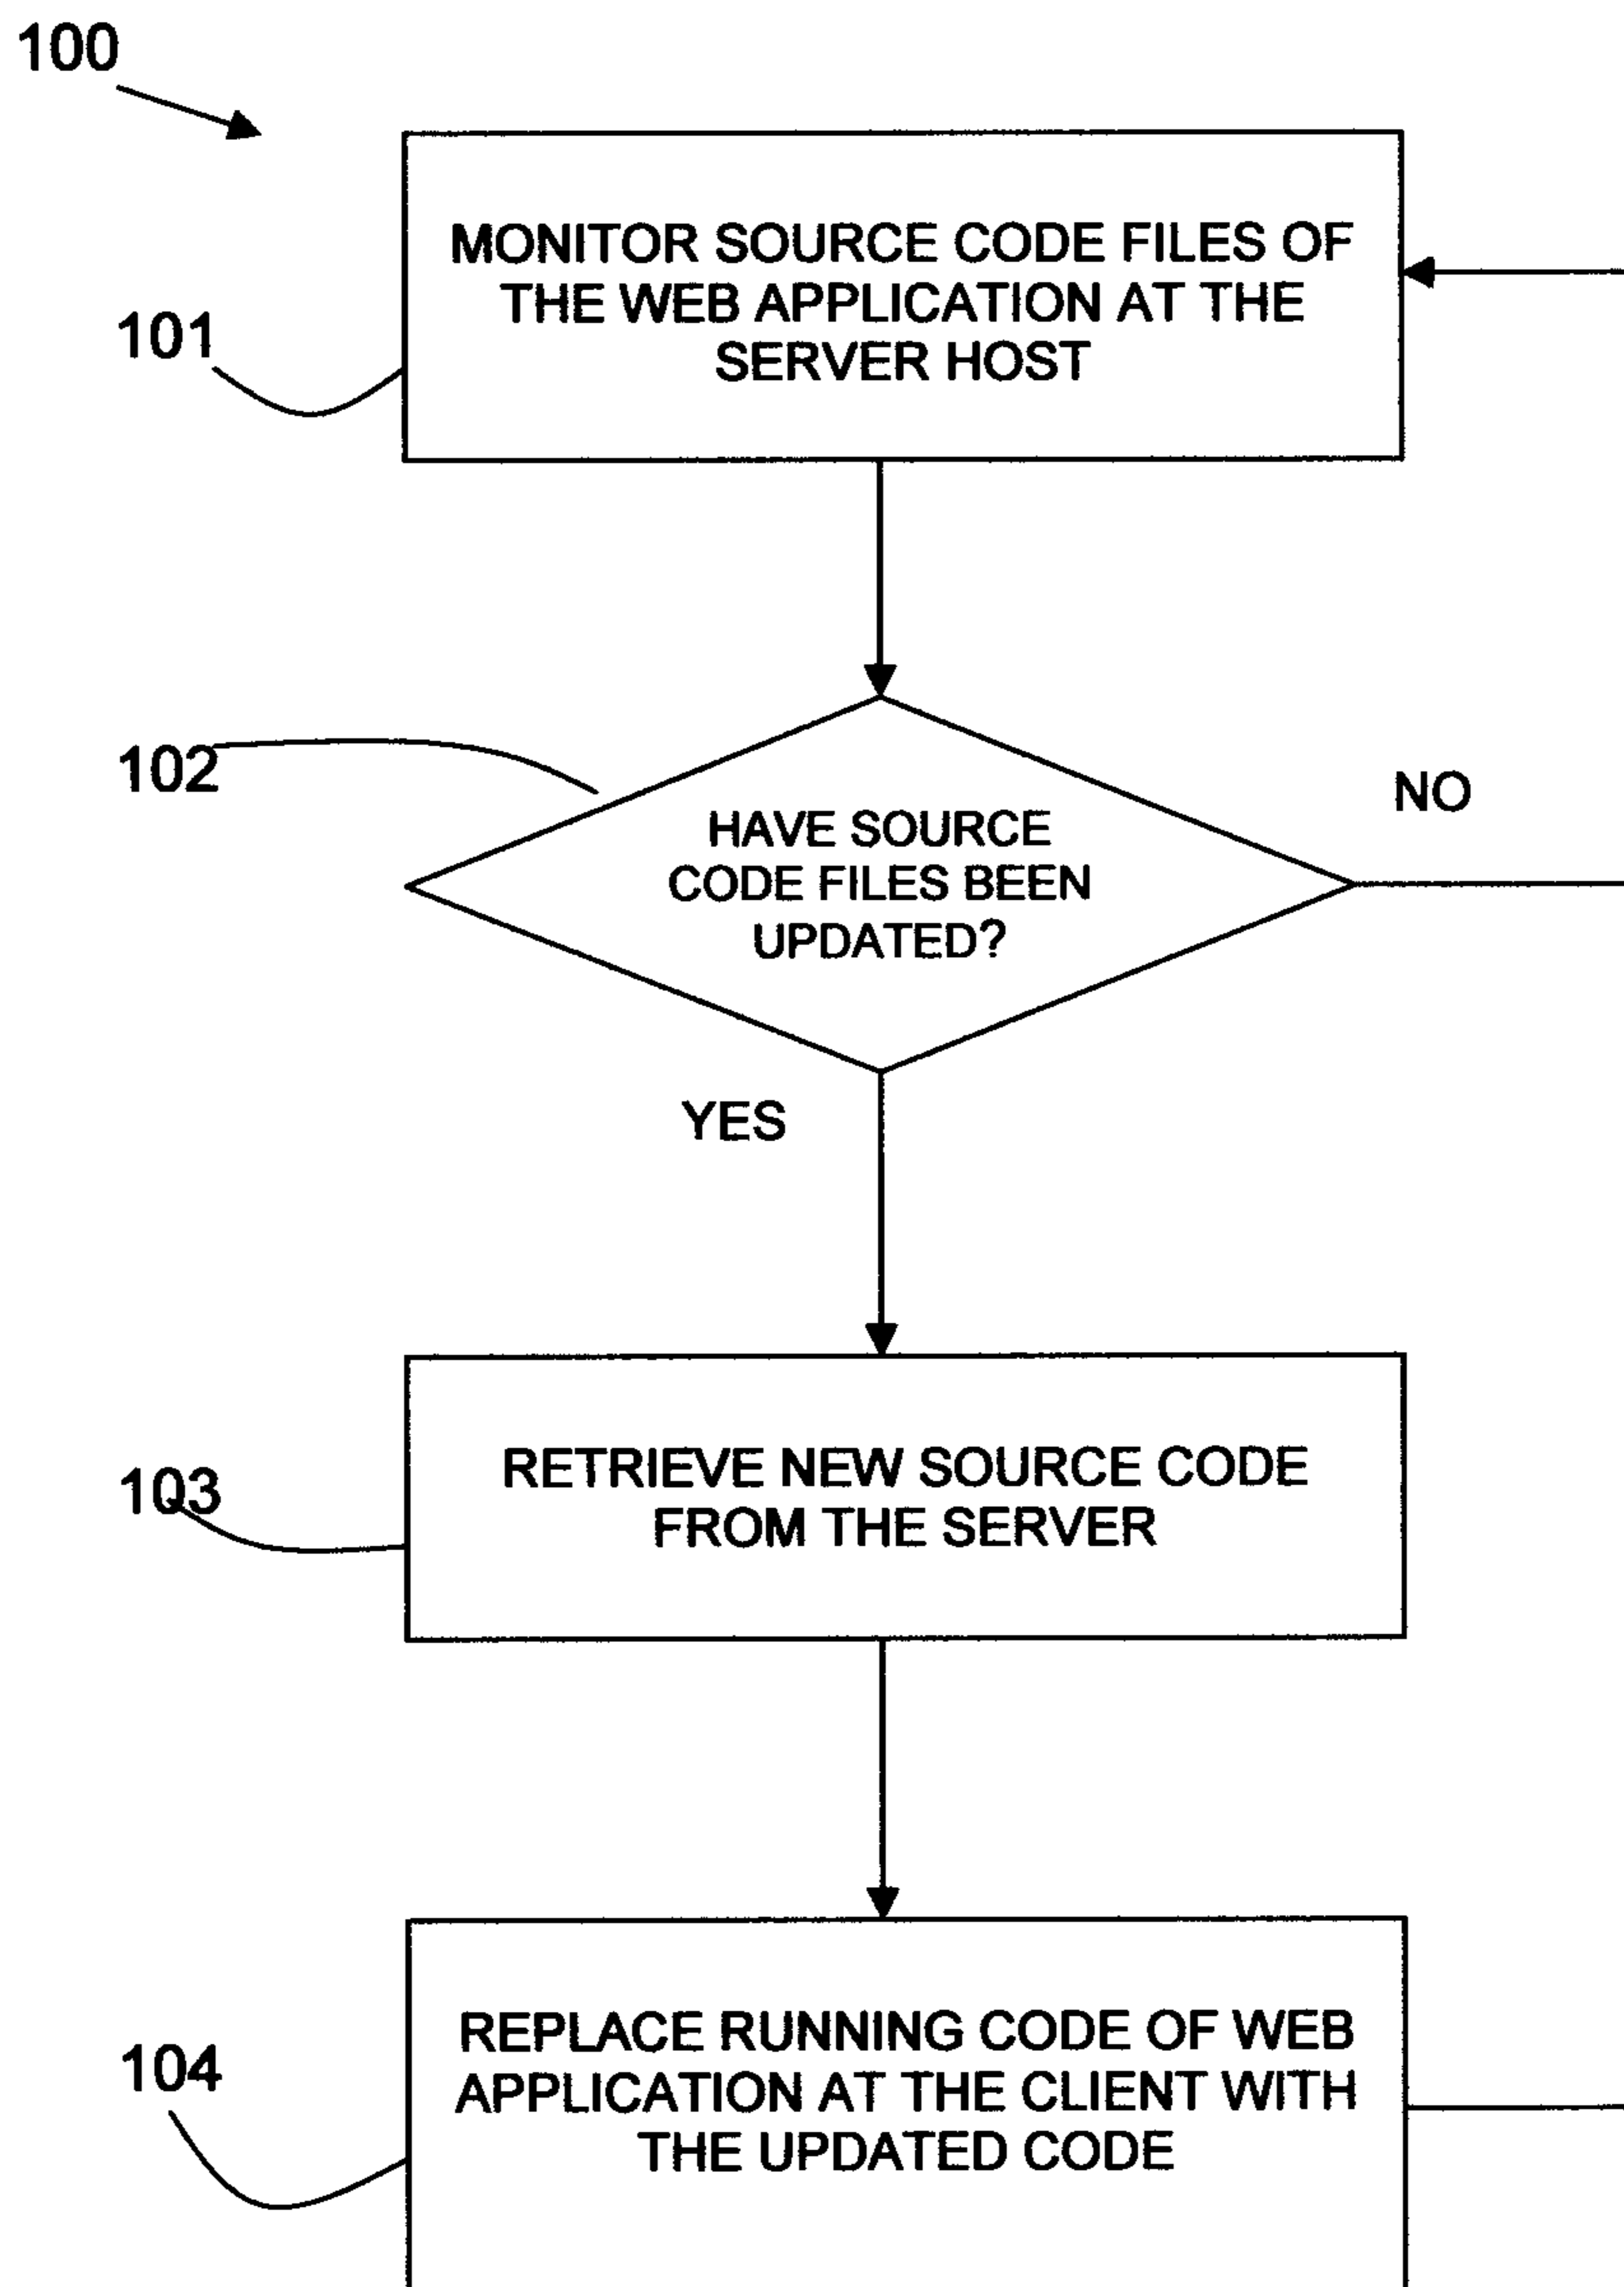 100
MONITOR SOURCE CODE FILES OF
THE WEB APPLICATION AT THE
SERVER HOST
101
102
HAVE SOURCE
CODE FILES BEEN
UPDATED?
NO
YES
103
RETRIEVE NEW SOURCE CODE
FROM THE SERVER
104
REPLACE RUNNING CODE OF WEB
APPLICATION AT THE CLIENT WITH
THE UPDATED CODE